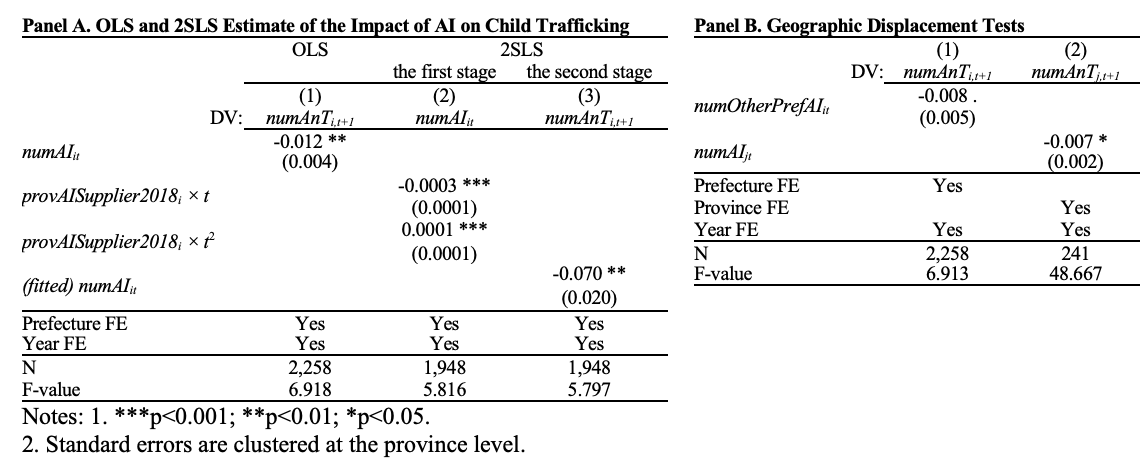 Panel A. OLS and 2SLS Estimate of the Impact of AI on Child Trafficking
OLS 2SLS
the first stage the second stage
(1) (2) (3)
DV: numAnTi,t+1 numAIit numAnTi,t+1
numAIit -0.012 **
(0.004)
provAISupplier2018i × t -0.0003 ***
(0.0001)
provAISupplier2018i × t² 0.0001 ***
(0.0001)
(fitted) numAIit -0.070 **
(0.020)
Prefecture FE Yes Yes Yes
Year FE Yes Yes Yes
N 2,258 1,948 1,948
F-value 6.918 5.816 5.797
Notes: 1. ***p<0.001; **p<0.01; *p<0.05.
2. Standard errors are clustered at the province level.
Panel B. Geographic Displacement Tests
(1) (2)
DV: numAnTi,t+1 numAnTj,t+1
numOtherPrefAIit -0.008 .
(0.005)
numAIjt -0.007 *
(0.002)
Prefecture FE Yes
Province FE Yes
Year FE Yes Yes
N 2,258 241
F-value 6.913 48.667